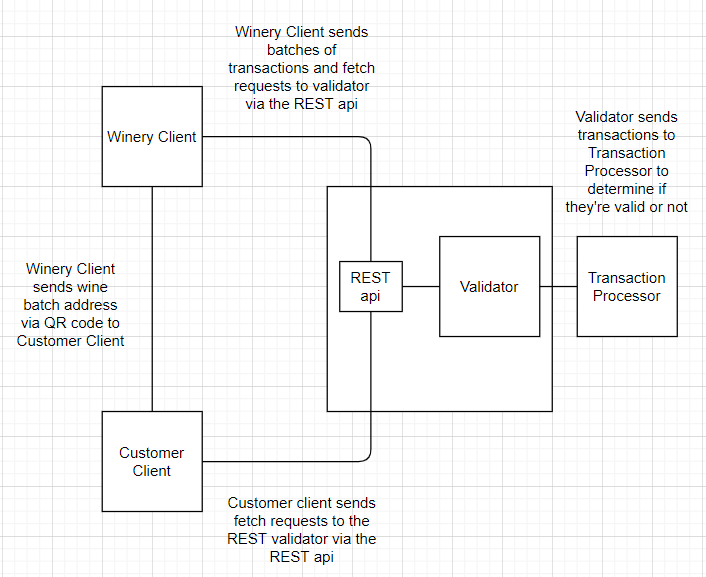 Winery Client sends
batches of
transactions and fetch
requests to validator
via the REST api
Winery Client
Validator sends
transactions to
Transaction
Processor to
determine if
they're valid or not
Winery Client
sends wine
batch address
via QR code to
Customer Client
REST
api
Validator
Transaction
Processor
Customer
Client
Customer client sends
fetch requests to the
REST validator via the
REST api